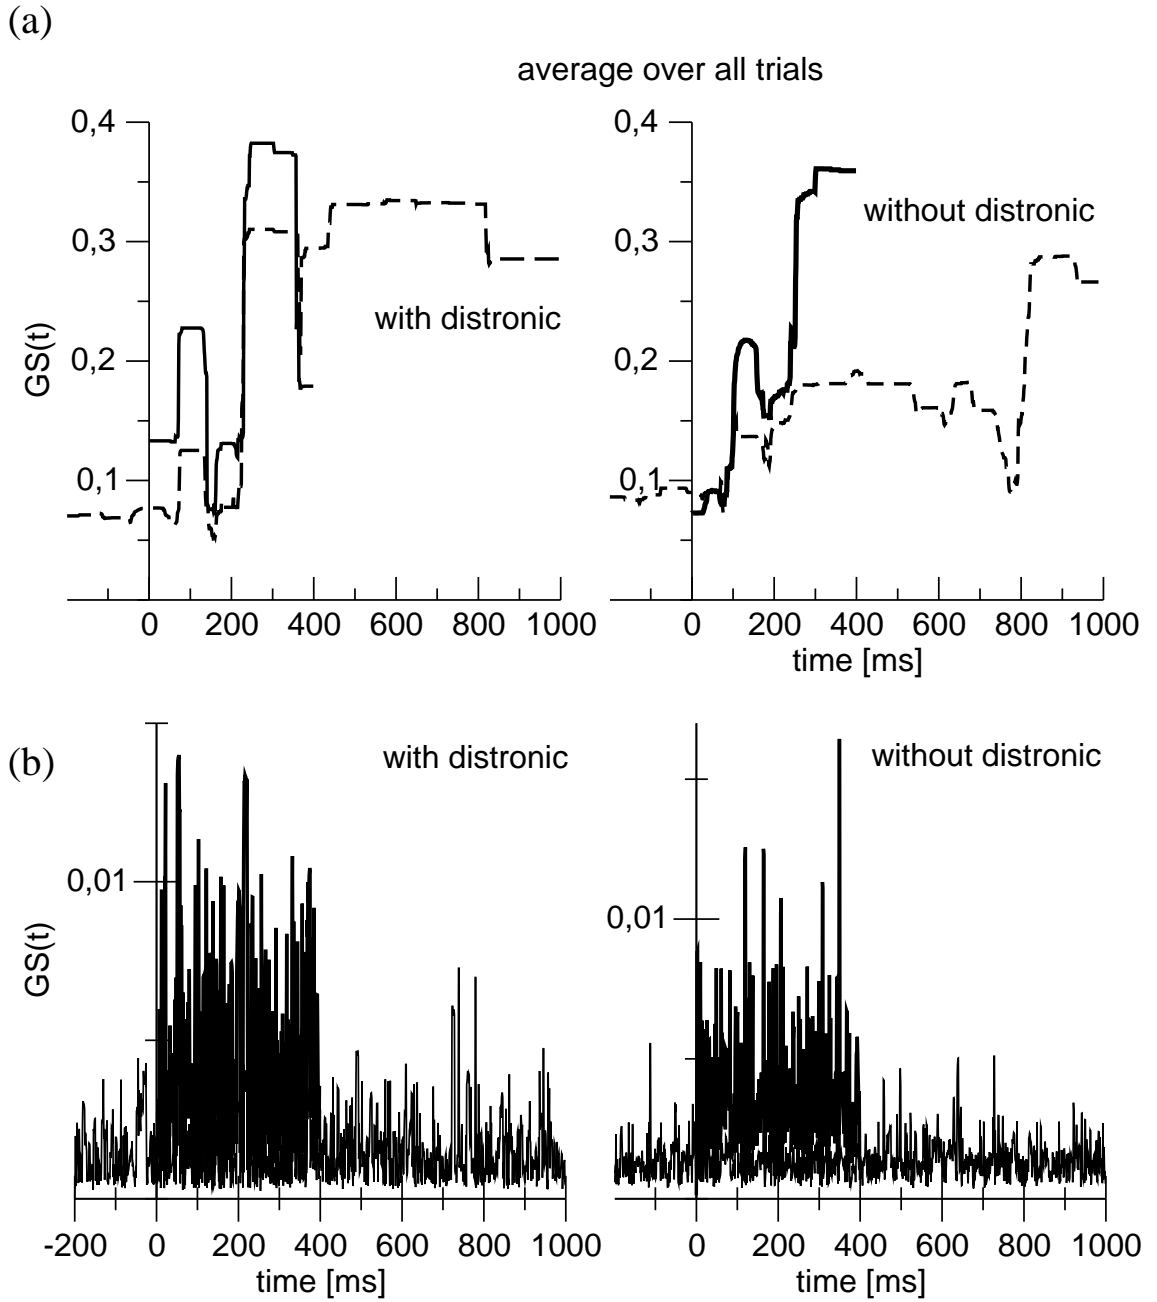 (a)
average over all trials
0,4
0,3
0,2
0,1
GS(t)
with distronic
0 200 400 600 800 1000
0,4
0,3
0,2
0,1
without distronic
0 200 400 600 800 1000
time [ms]
(b)
with distronic
0,01
GS(t)
-200 0 200 400 600 800 1000
time [ms]
without distronic
0,01
0 200 400 600 800 1000
time [ms]